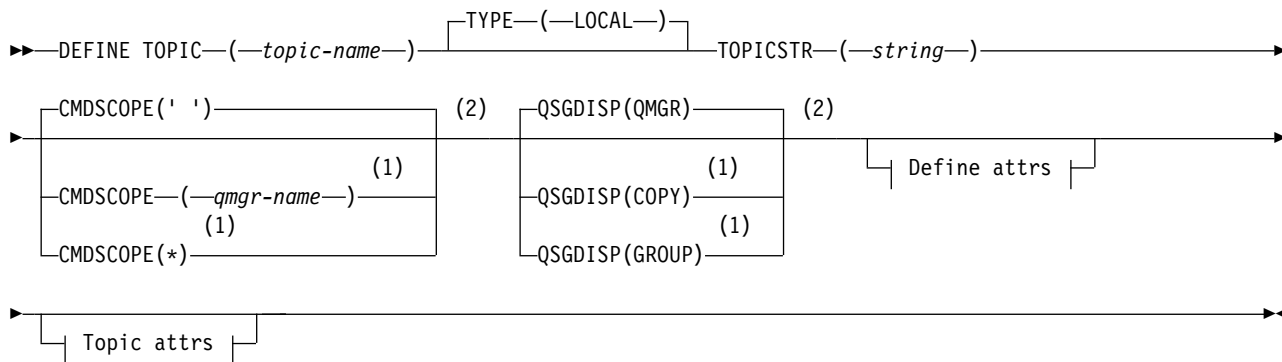 TYPE ( LOCAL )
DEFINE TOPIC ( topic-name ) TOPICSTR ( string )
CMDSCOPE(' ') (2) QSGDISP(QMGR) (2)
Define attrs
(1) (1)
CMDSCOPE ( qmgr-name ) QSGDISP(COPY)
(1) (1)
CMDSCOPE(*) QSGDISP(GROUP)
Topic attrs